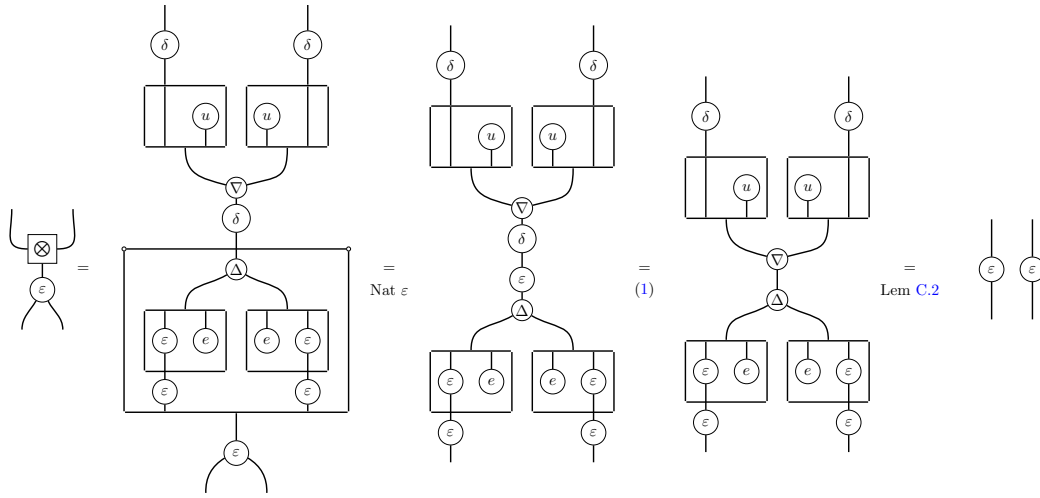 δ δ
δ δ
δ δ
u u
u u
u u
∇
∇
δ
δ
⊗
∇
=
Δ
=
=
=
ε
ε ε
ε
Nat ε
(1)
Lem C.2
Δ
Δ
ε e e ε
ε e e ε
ε e e ε
ε ε
ε ε
ε ε
ε